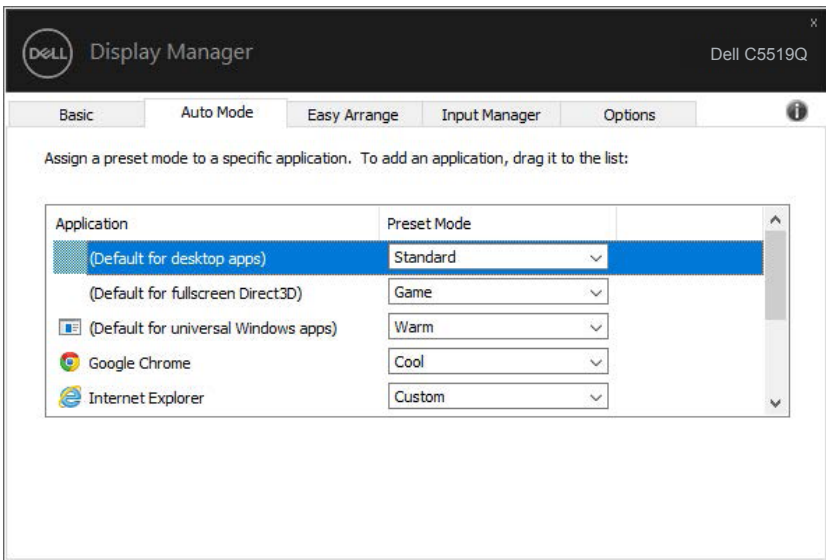 x
DELL Display Manager Dell C5519Q
Basic Auto Mode Easy Arrange Input Manager Options i
Assign a preset mode to a specific application. To add an application, drag it to the list:
Application Preset Mode
(Default for desktop apps) Standard
(Default for fullscreen Direct3D) Game
(Default for universal Windows apps) Warm
Google Chrome Cool
Internet Explorer Custom